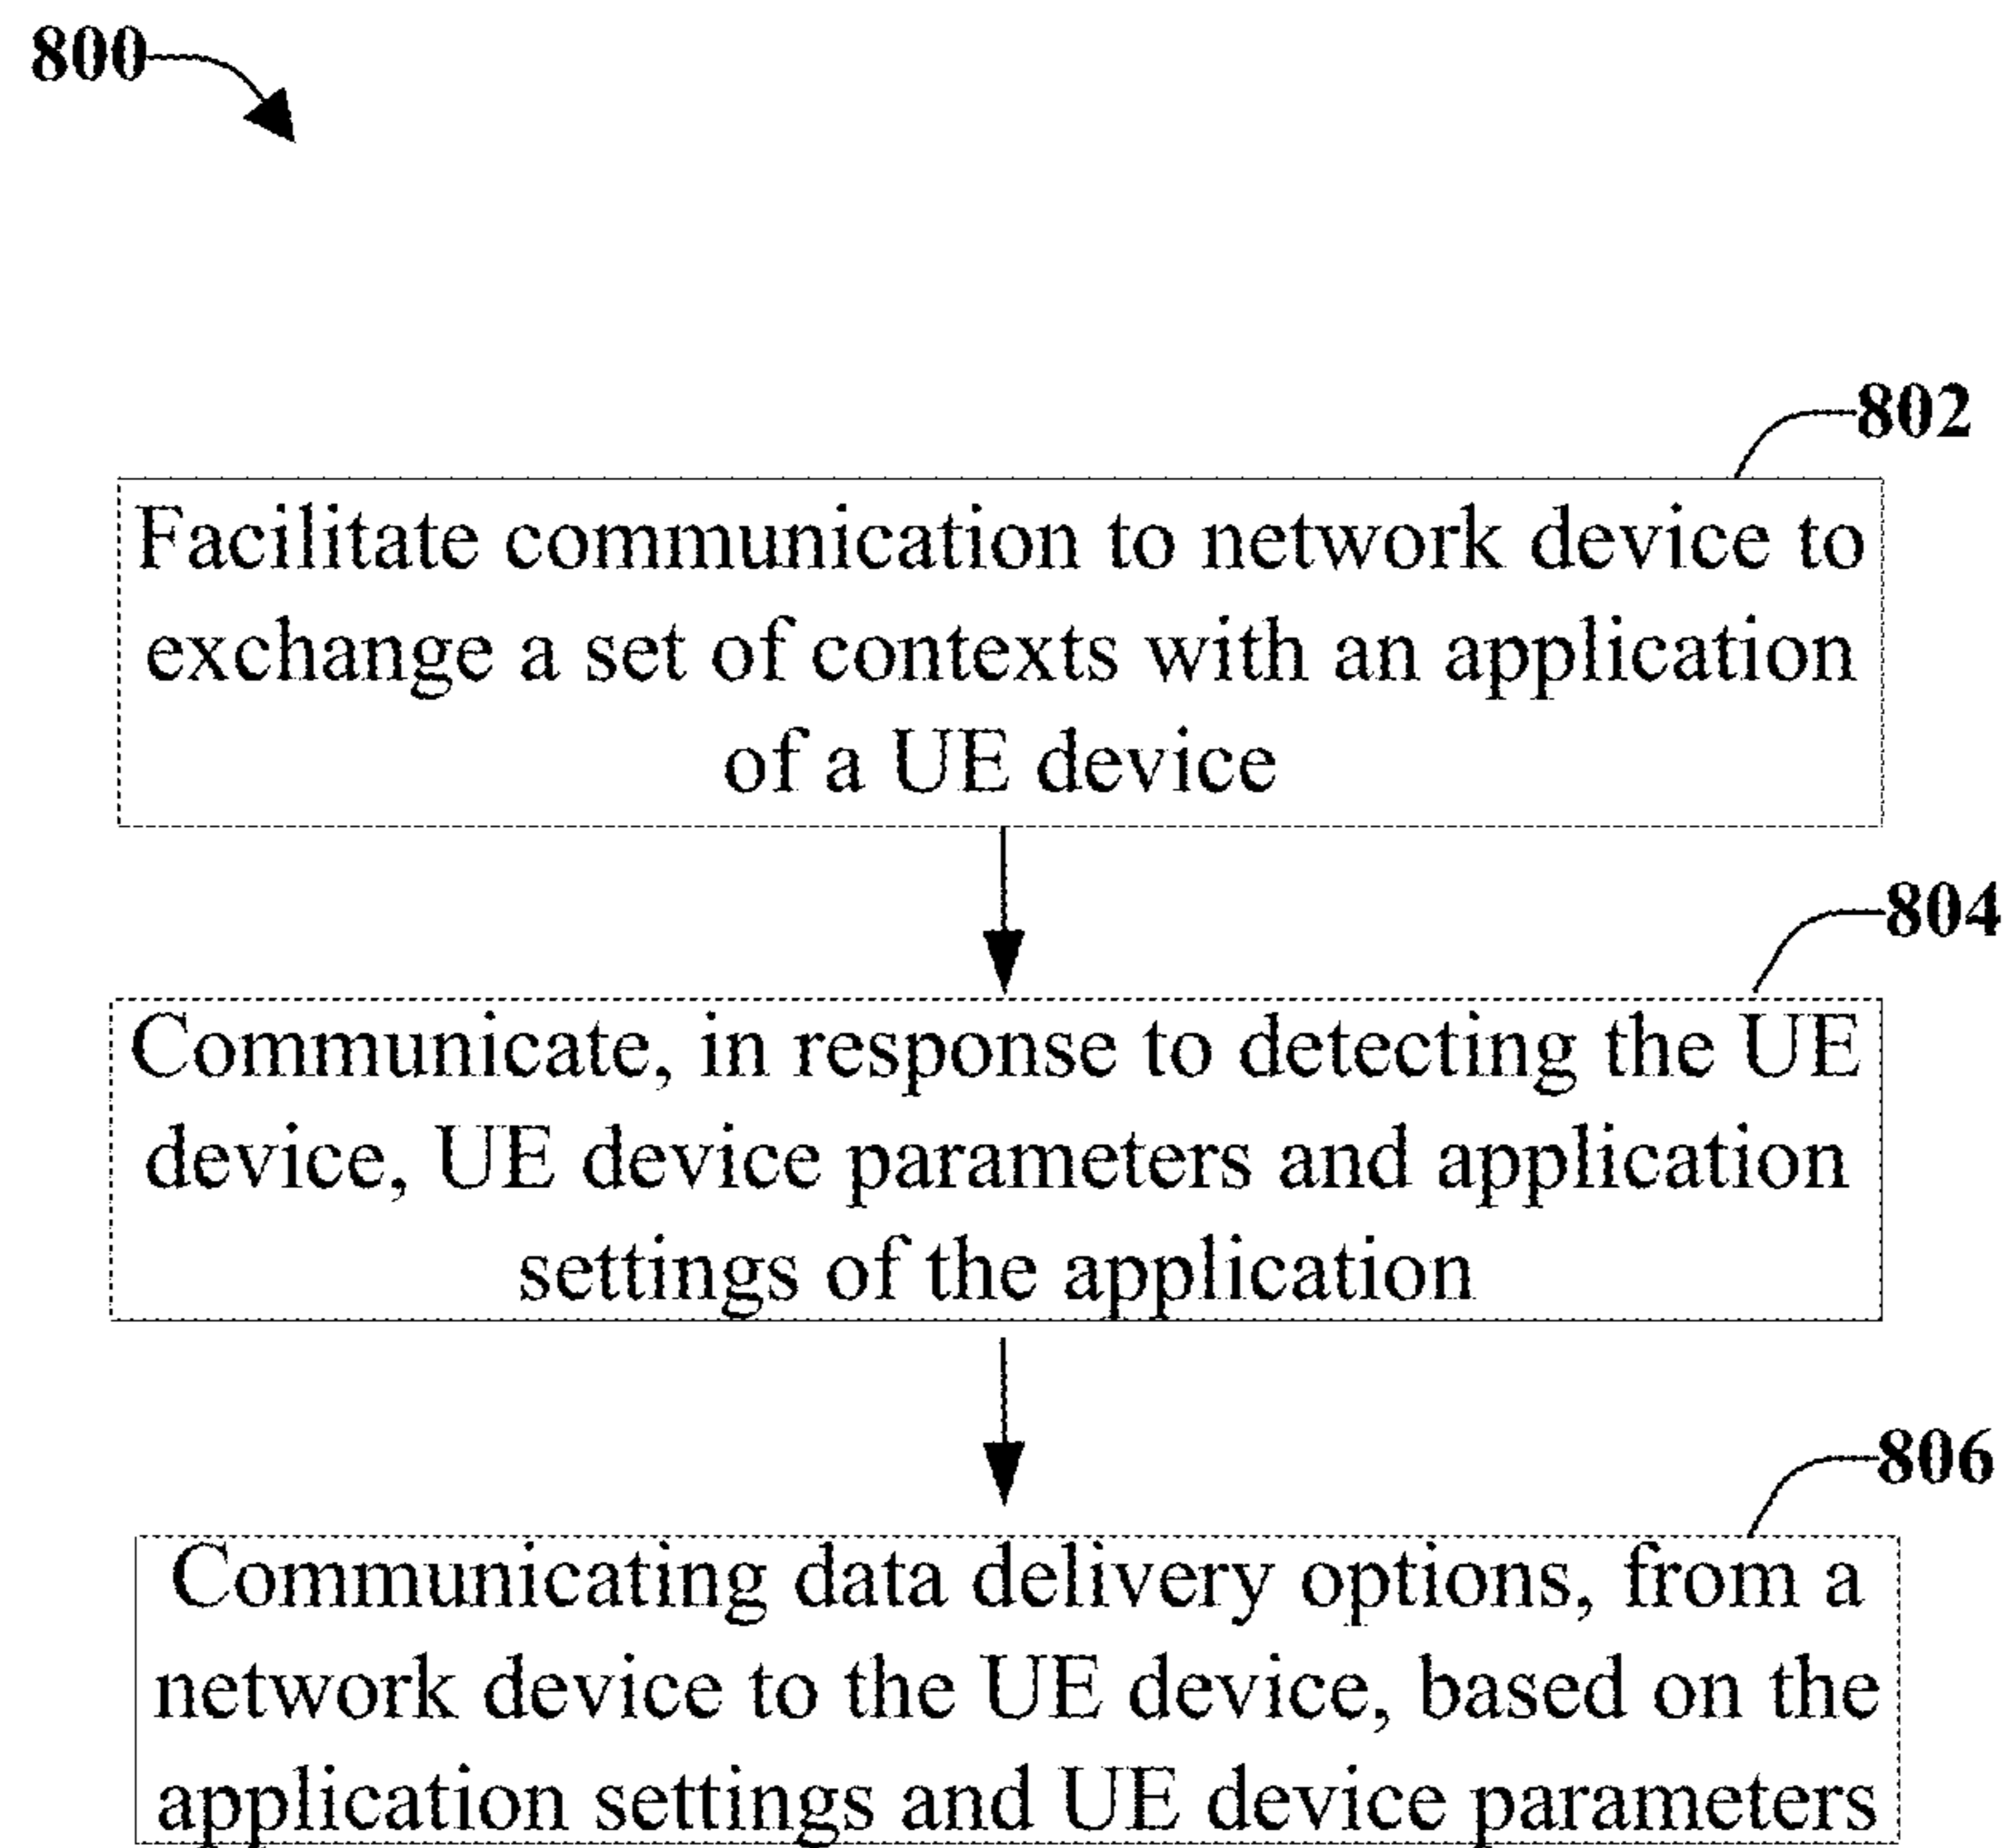 800
802
Facilitate communication to network device to
exchange a set of contexts with an application
of a UE device
804
Communicate, in response to detecting the UE
device, UE device parameters and application
settings of the application
806
Communicating data delivery options, from a
network device to the UE device, based on the
application settings and UE device parameters